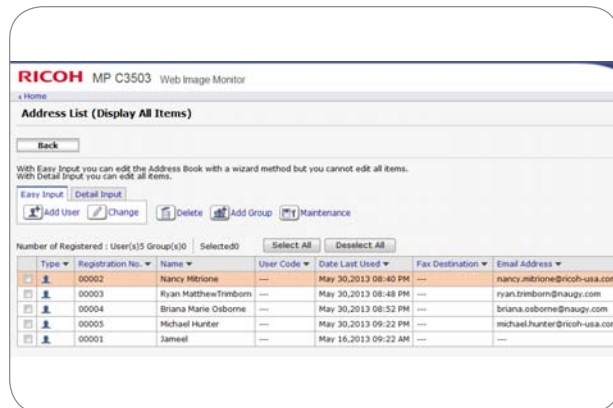 RICOH MP C3503 Web Image Monitor
Home
Address List (Display All Items)
Back
With Easy Input you can edit the Address Book with a wizard method but you cannot edit all items.
With Detail Input you can edit all items.
Easy Input Detail Input
Add User Change Delete Add Group Maintenance
Number of Registered : User(s)5 Group(s)0 Selected0 Select All Deselect All
Type Registration No. Name User Code Date Last Used Fax Destination Email Address
00002 Nancy Mitrione --- May 30,2013 08:40 PM --- nancy.mitrione@ricoh-usa.com
00003 Ryan MatthewTrimborn --- May 30,2013 08:48 PM --- ryan.trimborn@naugy.com
00004 Briana Marie Osborne --- May 30,2013 08:52 PM --- briana.osborne@naugy.com
00005 Michael Hunter --- May 30,2013 09:22 PM --- michael.hunter@ricoh-usa.com
00001 Jameel --- May 16,2013 09:22 AM --- ---